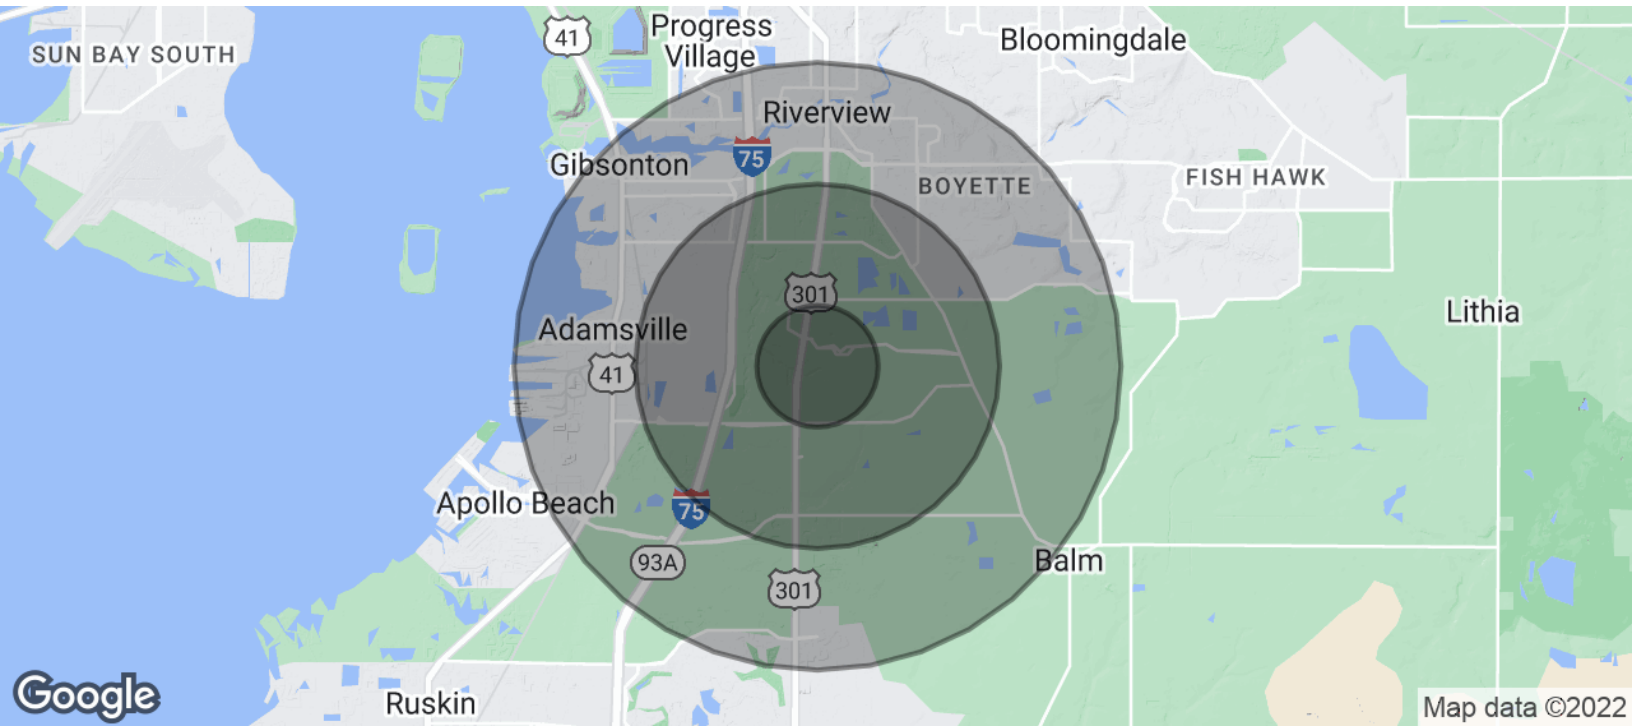 SUN BAY SOUTH
41
Progress
Village
Bloomingdale
Riverview
75
Gibsonton
BOYETTE
FISH HAWK
301
Lithia
Adamsville
41
Apollo Beach
75
93A
301
Balm
Ruskin
Google
Map data ©2022